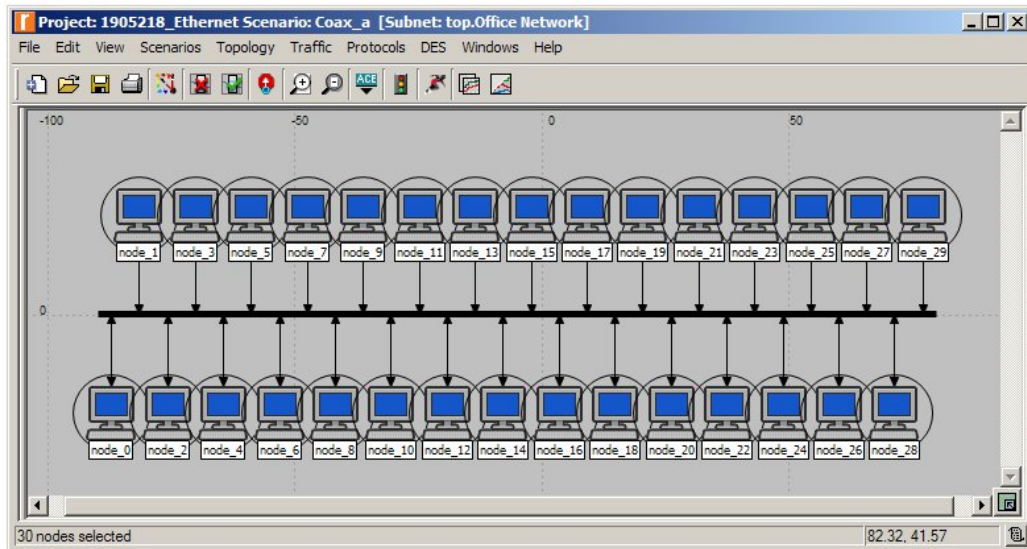 Project: 1905218_Ethernet Scenario: Coax_a [Subnet: top.Office Network]
File Edit View Scenarios Topology Traffic Protocols DES Windows Help
ACE
-100 -50 0 50
node_1 node_3 node_5 node_7 node_9 node_11 node_13 node_15 node_17 node_19 node_21 node_23 node_25 node_27 node_29
0
node_0 node_2 node_4 node_6 node_8 node_10 node_12 node_14 node_16 node_18 node_20 node_22 node_24 node_26 node_28
30 nodes selected 82.32, 41.57